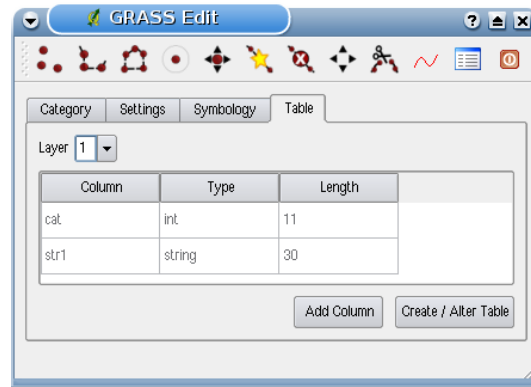 GRASS Edit
Category Settings Symbology Table
Layer 1
Column Type Length
cat int 11
str1 string 30
Add Column Create / Alter Table